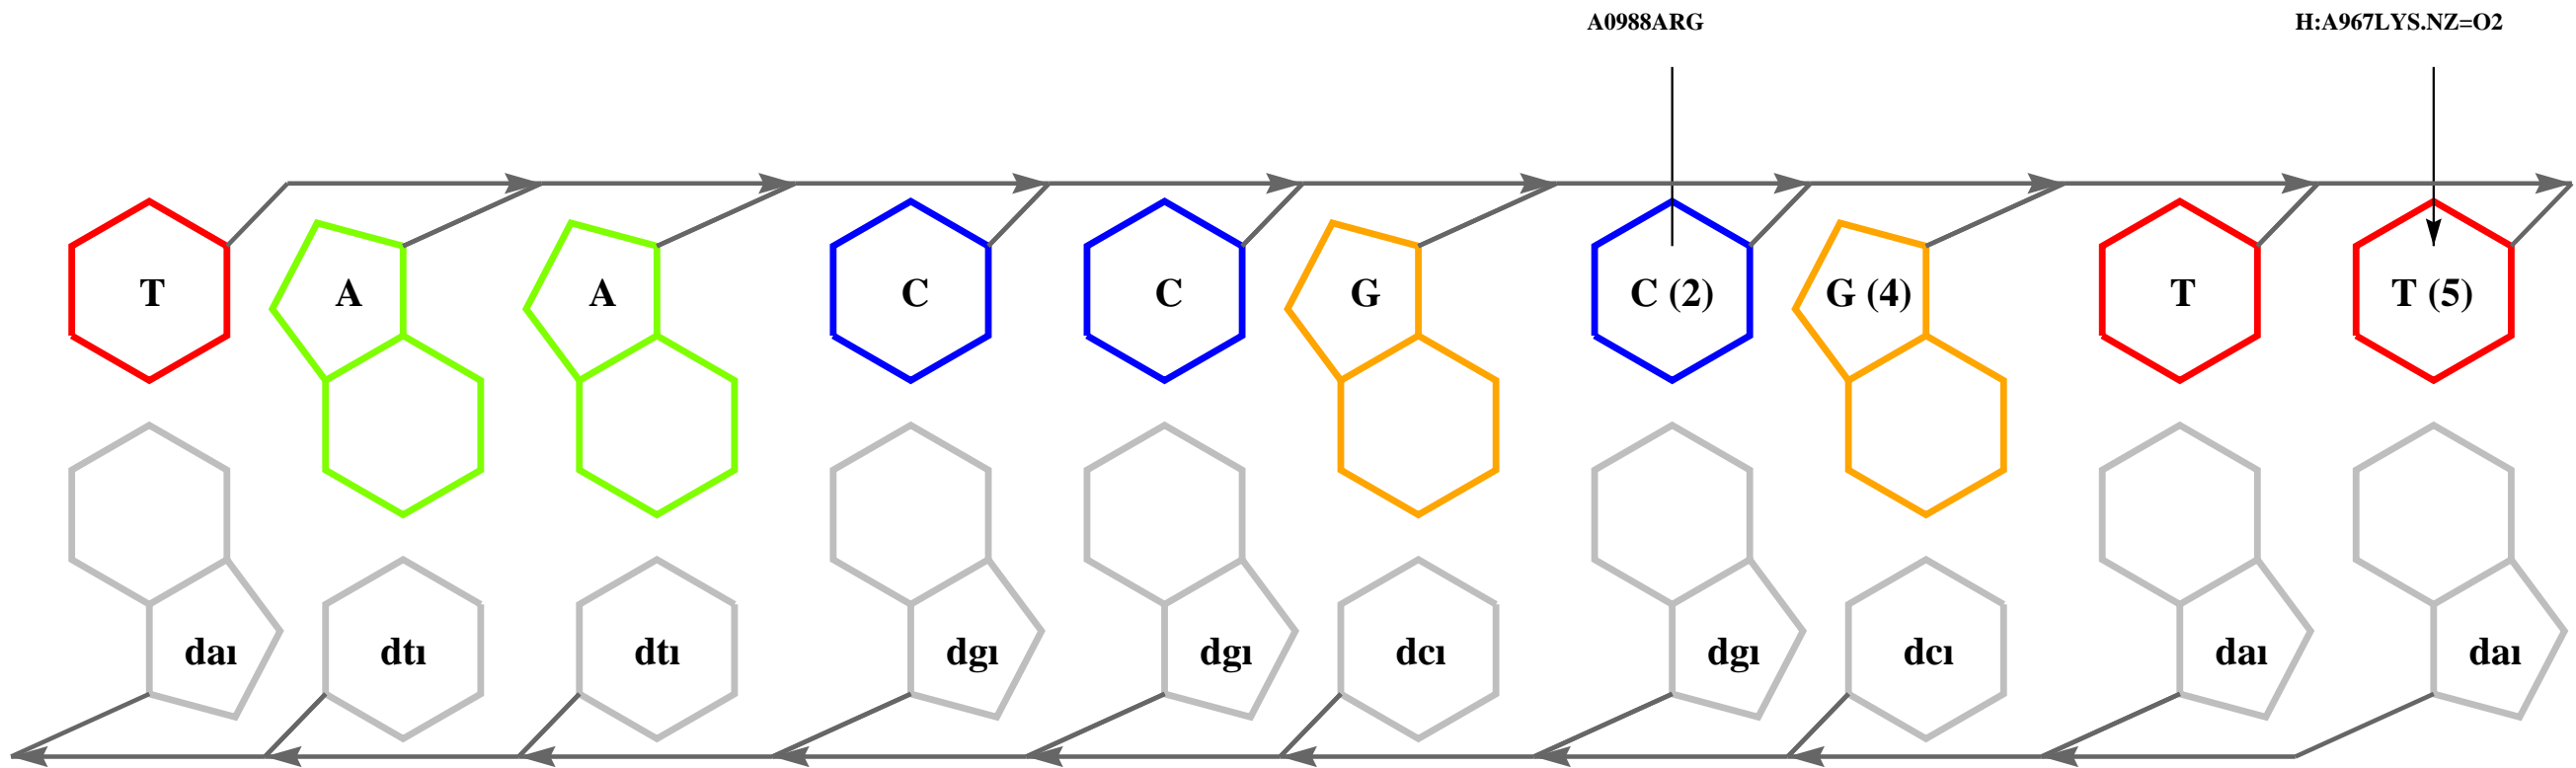 A0988ARG H:A967LYS.NZ=O2
T A A C C G C (2) G (4) T T (5)
daı dtı dtı dgı dgı dcı dgı dcı daı daı